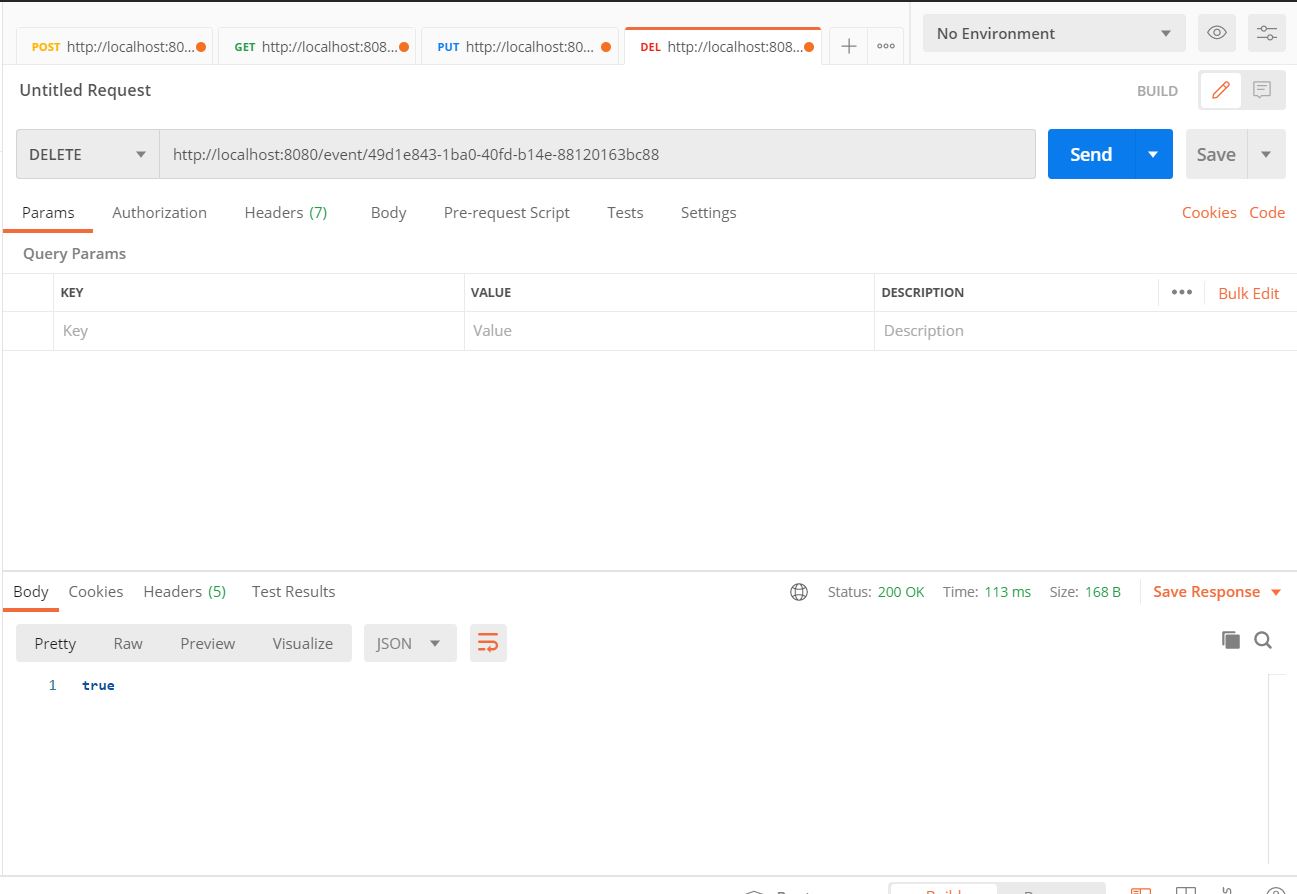 POST http://localhost:80...
GET http://localhost:808...
PUT http://localhost:80...
DEL http://localhost:808...
No Environment
Untitled Request
BUILD
DELETE
http://localhost:8080/event/49d1e843-1ba0-40fd-b14e-88120163bc88
Send
Save
Params Authorization Headers (7) Body Pre-request Script Tests Settings Cookies Code
Query Params
KEY VALUE DESCRIPTION Bulk Edit
Key Value Description
Body Cookies Headers (5) Test Results Status: 200 OK Time: 113 ms Size: 168 B Save Response
Pretty Raw Preview Visualize JSON
1 true